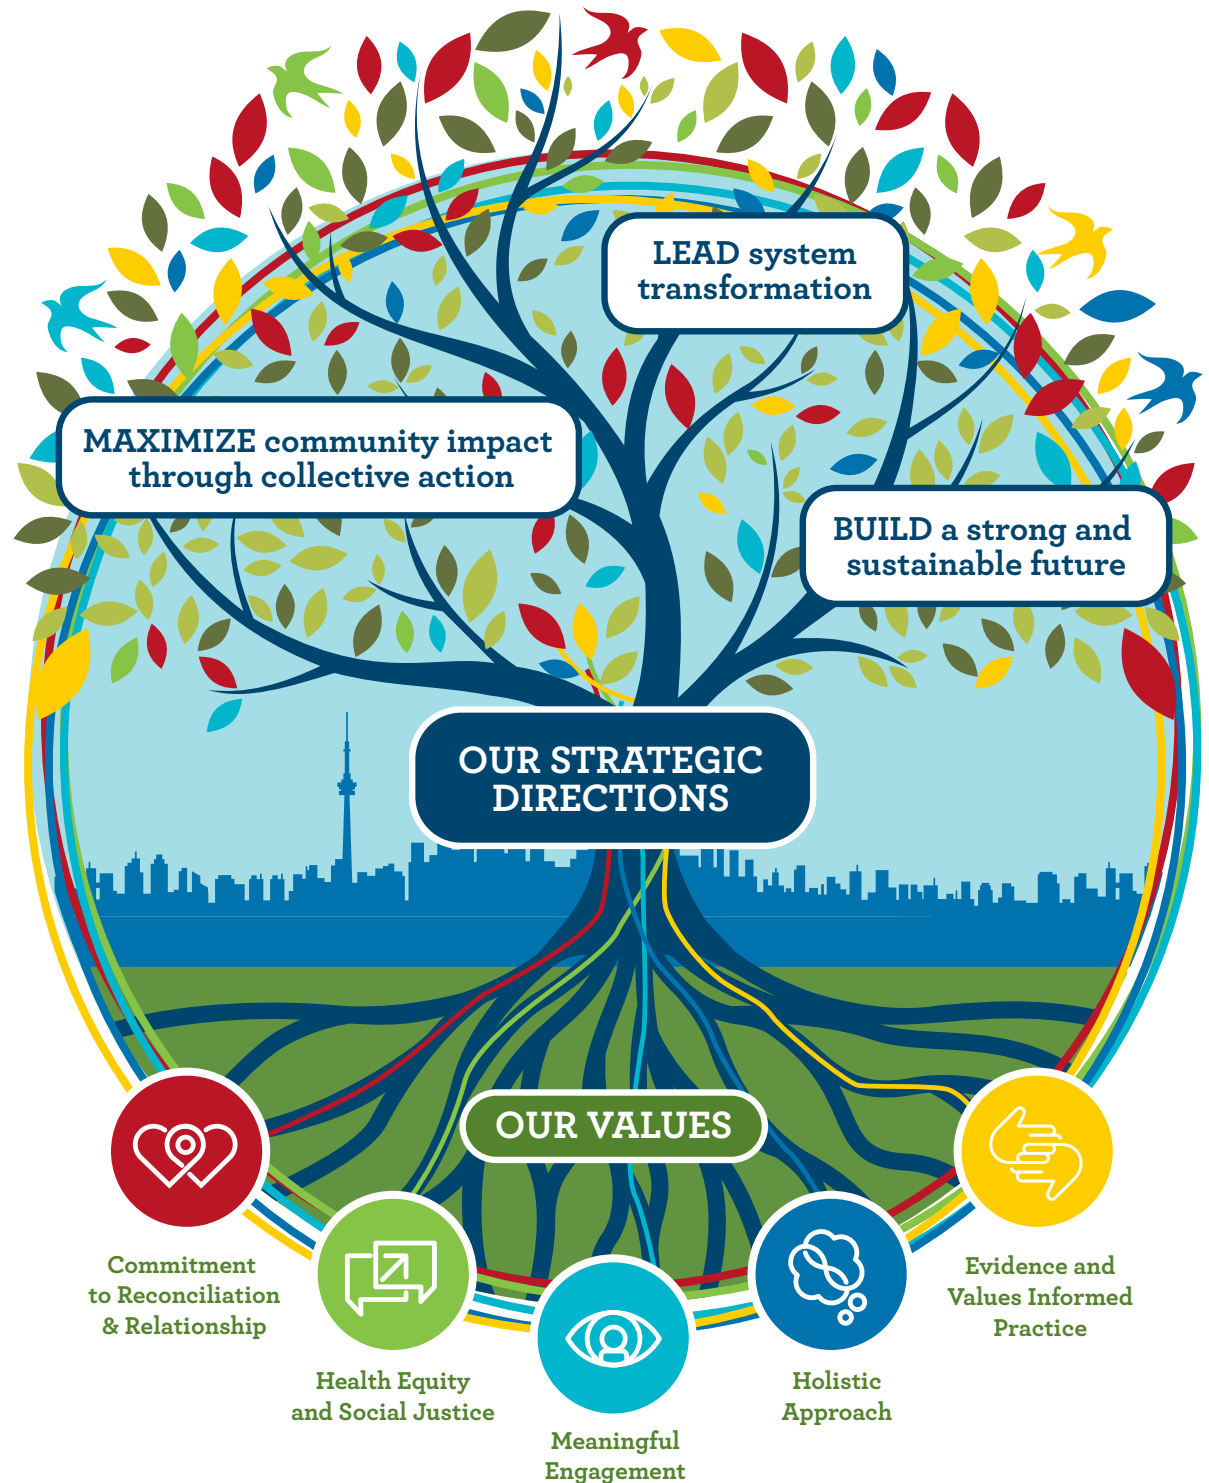 LEAD system
transformation
MAXIMIZE community impact
through collective action
BUILD a strong and
sustainable future
OUR STRATEGIC
DIRECTIONS
OUR VALUES
Commitment
to Reconciliation
& Relationship
Health Equity
and Social Justice
Meaningful
Engagement
Holistic
Approach
Evidence and
Values Informed
Practice